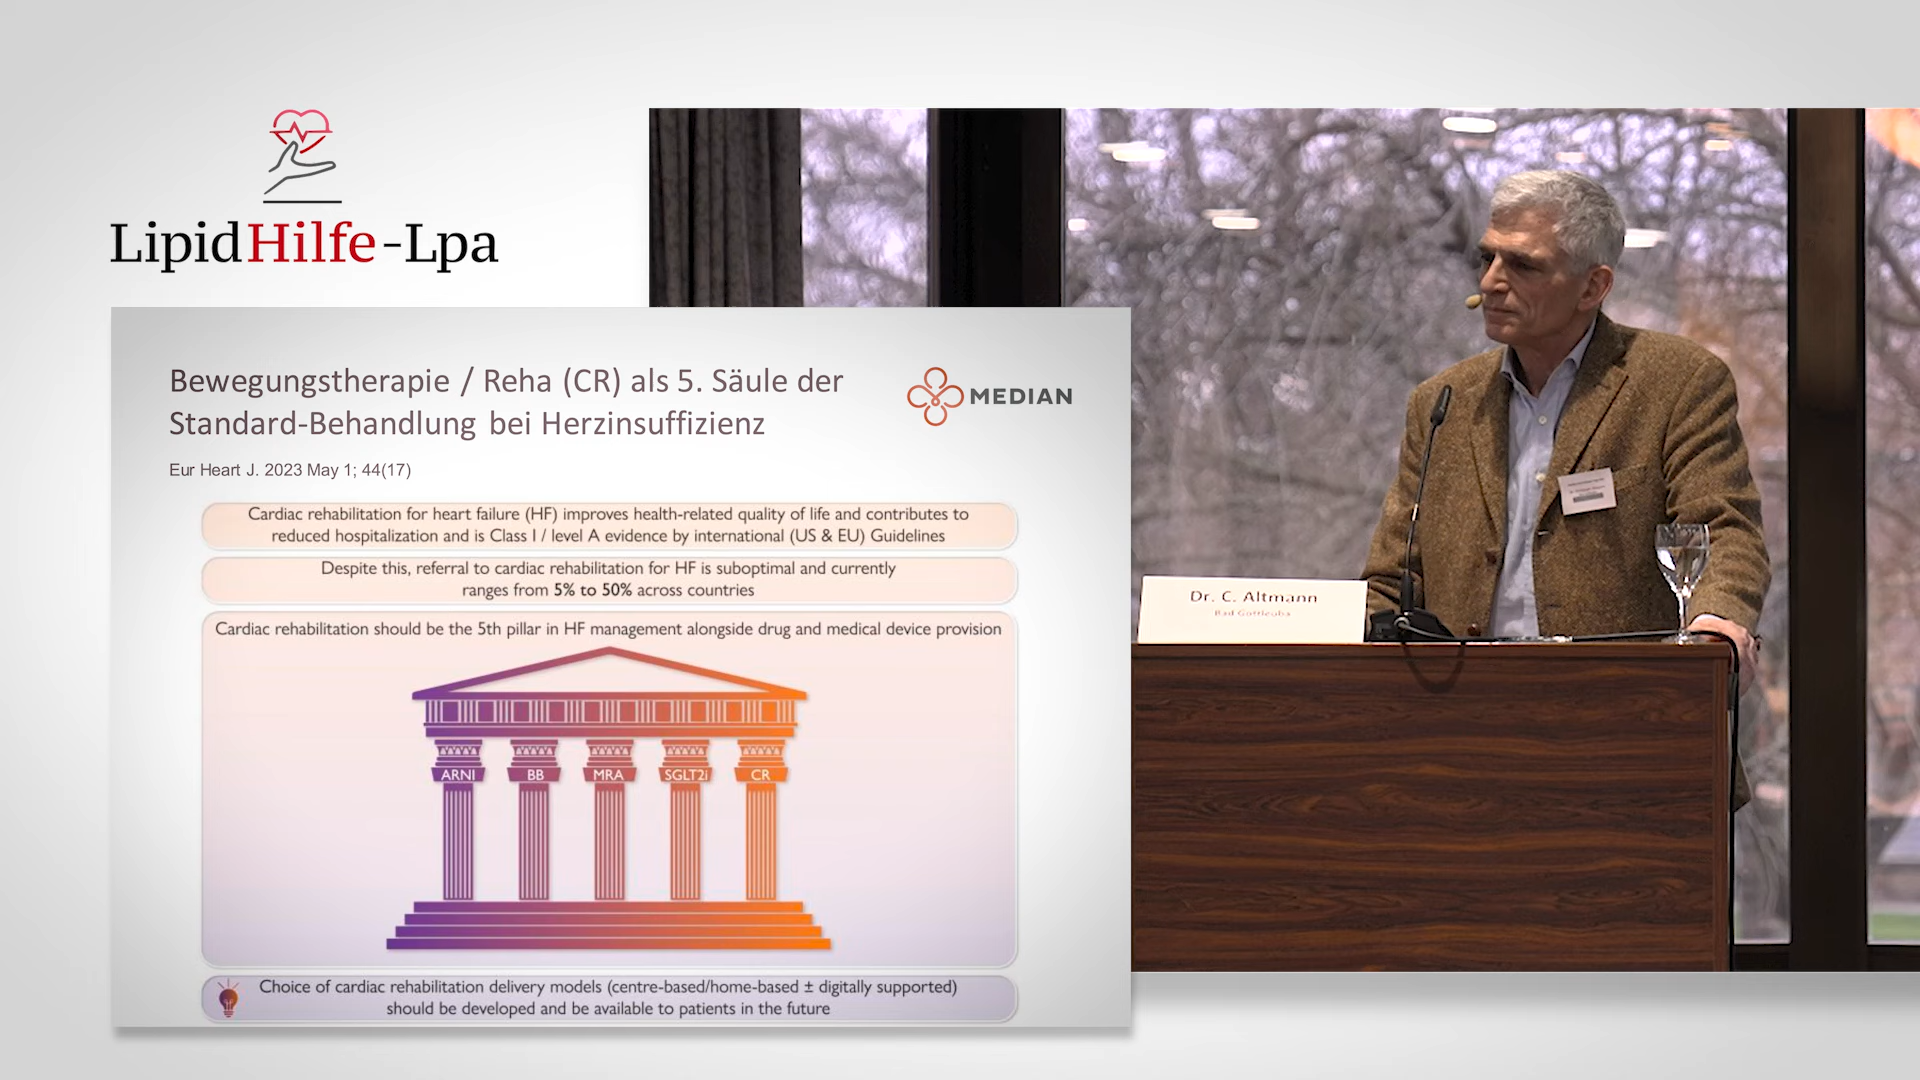 LipidHilfe-Lpa
Bewegungstherapie / Reha (CR) als 5. Säule der
Standard-Behandlung bei Herzinsuffizienz
MEDIAN
Eur Heart J. 2023 May 1; 44(17)
Cardiac rehabilitation for heart failure (HF) improves health-related quality of life and contributes to
reduced hospitalization and is Class I / level A evidence by international (US & EU) Guidelines
Despite this, referral to cardiac rehabilitation for HF is suboptimal and currently
ranges from 5% to 50% across countries
Cardiac rehabilitation should be the 5th pillar in HF management alongside drug and medical device provision
ARNI BB MRA SGLT2i CR
Choice of cardiac rehabilitation delivery models (centre-based/home-based ± digitally supported)
should be developed and be available to patients in the future
Dr. C. Altmann
Bad Gottleuba